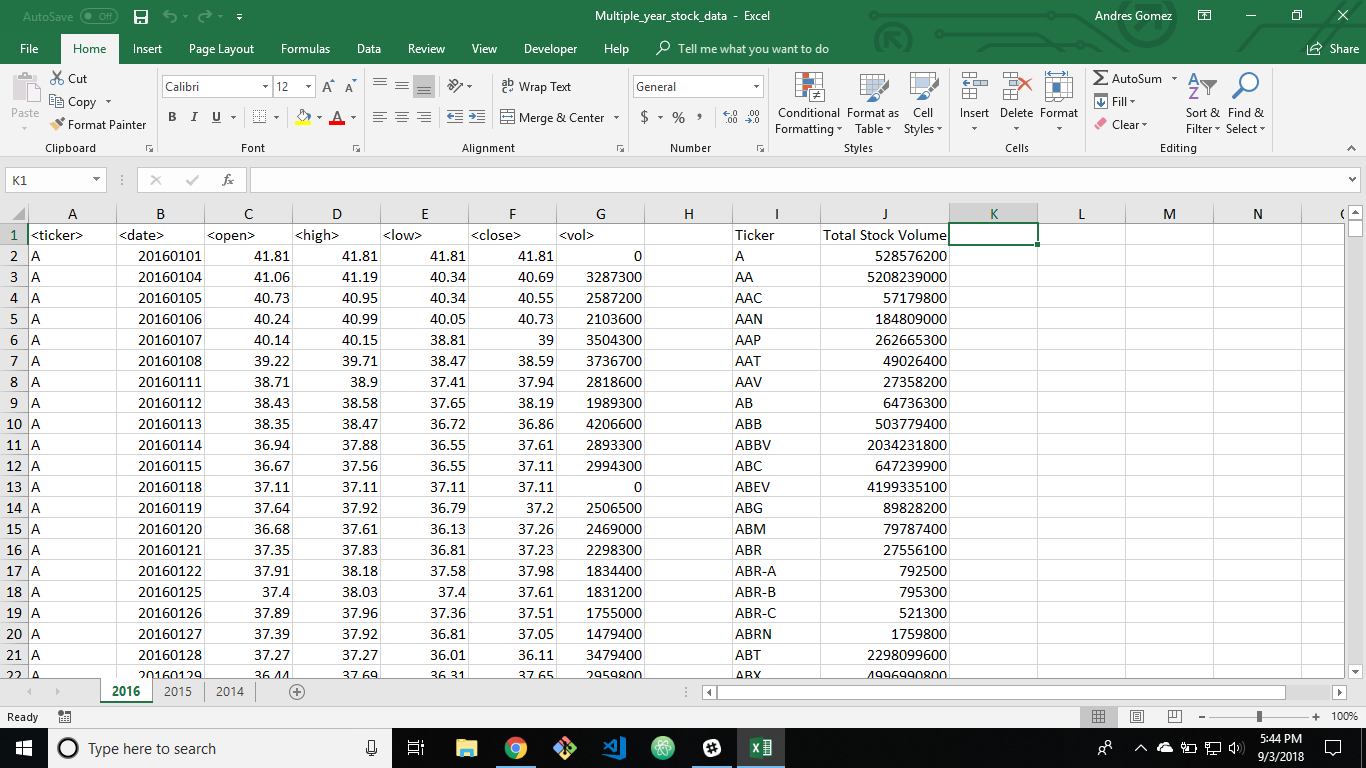 AutoSave Off Multiple_year_stock_data - Excel Andres Gomez
File Home Insert Page Layout Formulas Data Review View Developer Help Tell me what you want to do Share
Paste Cut Copy Format Painter
Calibri 12 A A B I U A
ab Wrap Text Merge & Center
General $ % , .00 .0
Conditional Formatting Format as Table Cell Styles
Insert Delete Format
AutoSum Fill Clear Sort & Filter Find & Select
Clipboard Font Alignment Number Styles Cells Editing
K1 fx
A B C D E F G H I J K L M N
1 <ticker> <date> <open> <high> <low> <close> <vol> Ticker Total Stock Volume
2 A 20160101 41.81 41.81 41.81 41.81 0 A 528576200
3 A 20160104 41.06 41.19 40.34 40.69 3287300 AA 5208239000
4 A 20160105 40.73 40.95 40.34 40.55 2587200 AAC 57179800
5 A 20160106 40.24 40.99 40.05 40.73 2103600 AAN 184809000
6 A 20160107 40.14 40.15 38.81 39 3504300 AAP 262665300
7 A 20160108 39.22 39.71 38.47 38.59 3736700 AAT 49026400
8 A 20160111 38.71 38.9 37.41 37.94 2818600 AAV 27358200
9 A 20160112 38.43 38.58 37.65 38.19 1989300 AB 64736300
10 A 20160113 38.35 38.47 36.72 36.86 4206600 ABB 503779400
11 A 20160114 36.94 37.88 36.55 37.61 2893300 ABBV 2034231800
12 A 20160115 36.67 37.56 36.55 37.11 2994300 ABC 647239900
13 A 20160118 37.11 37.11 37.11 37.11 0 ABEV 4199335100
14 A 20160119 37.64 37.92 36.79 37.2 2506500 ABG 89828200
15 A 20160120 36.68 37.61 36.13 37.26 2469000 ABM 79787400
16 A 20160121 37.35 37.83 36.81 37.23 2298300 ABR 27556100
17 A 20160122 37.91 38.18 37.58 37.98 1834400 ABR-A 792500
18 A 20160125 37.4 38.03 37.4 37.61 1831200 ABR-B 795300
19 A 20160126 37.89 37.96 37.36 37.51 1755000 ABR-C 521300
20 A 20160127 37.39 37.92 36.81 37.05 1479400 ABRN 1759800
21 A 20160128 37.27 37.27 36.01 36.11 3479400 ABT 2298099600
22 A 20160129 36.44 37.69 36.31 37.65 2959800 ABX 4996990800
2016 2015 2014
Ready 100%
Type here to search 5:44 PM
9/3/2018